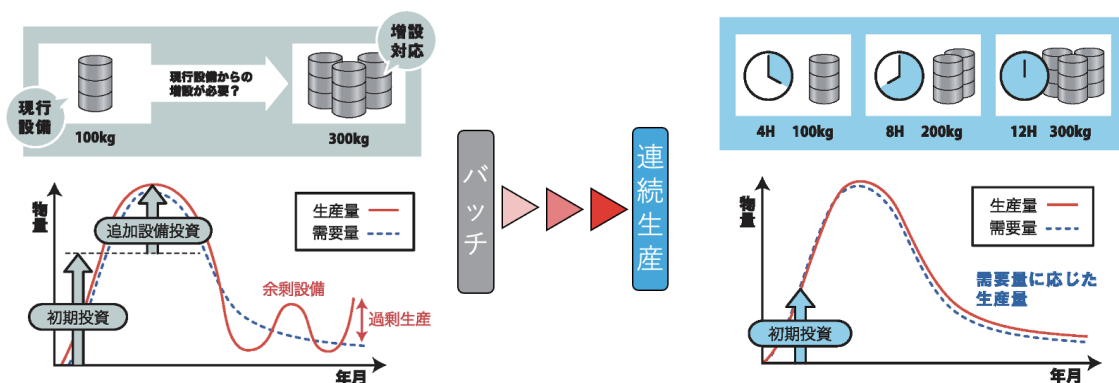 増設
対応
現行設備からの
増設が必要？
現行
設備
100kg
300kg
物量
生産量
需要量
追加設備投資
初期投資
余剰設備
過剰生産
年月
バッチ
連続生産
4H 100kg
8H 200kg
12H 300kg
物量
生産量
需要量
需要量に応じた
生産量
初期投資
年月